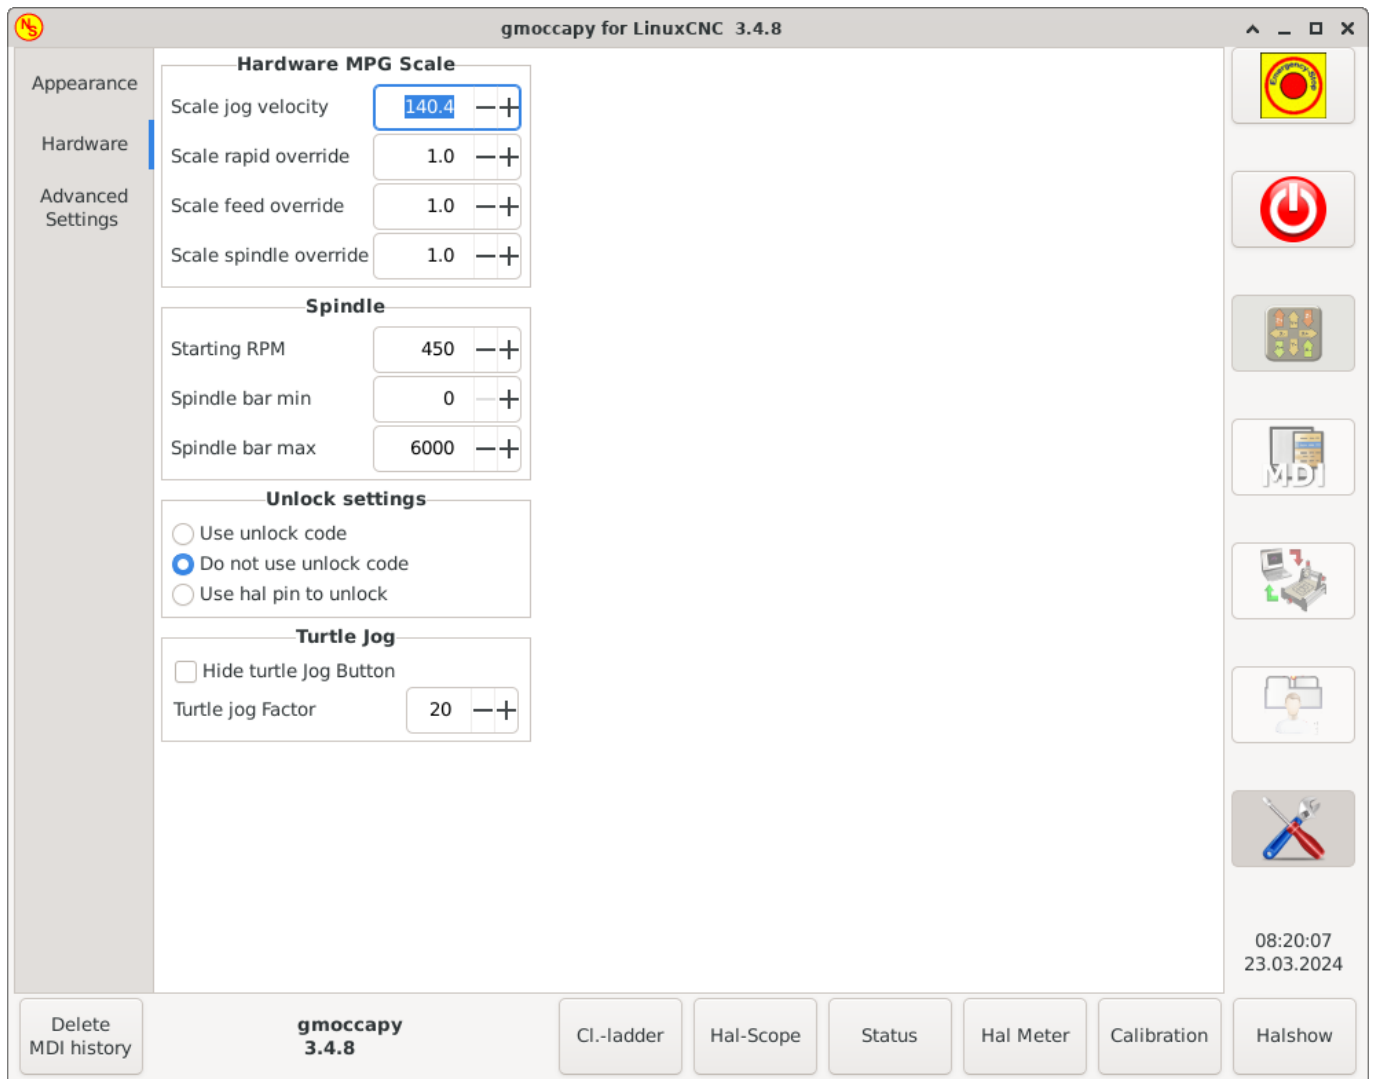 NS
gmoccapy for LinuxCNC 3.4.8
Appearance
Hardware
Advanced
Settings
Hardware MPG Scale
Scale jog velocity 140.4
Scale rapid override 1.0
Scale feed override 1.0
Scale spindle override 1.0
Spindle
Starting RPM 450
Spindle bar min 0
Spindle bar max 6000
Unlock settings
Use unlock code
Do not use unlock code
Use hal pin to unlock
Turtle Jog
Hide turtle Jog Button
Turtle jog Factor 20
Emergency-Stop
MDI
08:20:07
23.03.2024
Delete
MDI history
gmoccapy
3.4.8
Cl.-ladder
Hal-Scope
Status
Hal Meter
Calibration
Halshow